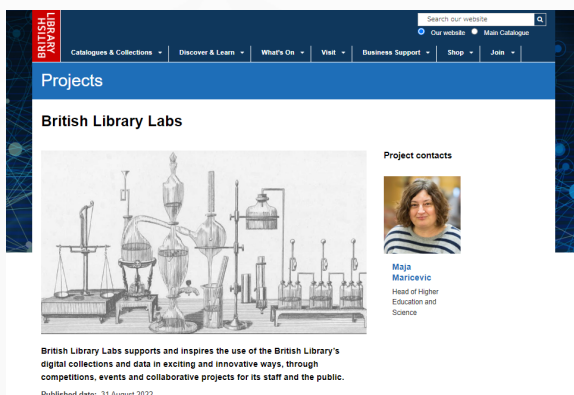 BRITISH
LIBRARY
Search our website
Our website Main Catalogue
Catalogues & Collections Discover & Learn What's On Visit Business Support Shop Join
Projects
British Library Labs
Project contacts
Maja
Maricevic
Head of Higher
Education and
Science
British Library Labs supports and inspires the use of the British Library's
digital collections and data in exciting and innovative ways, through
competitions, events and collaborative projects for its staff and the public.
Published date: 31 August 2022